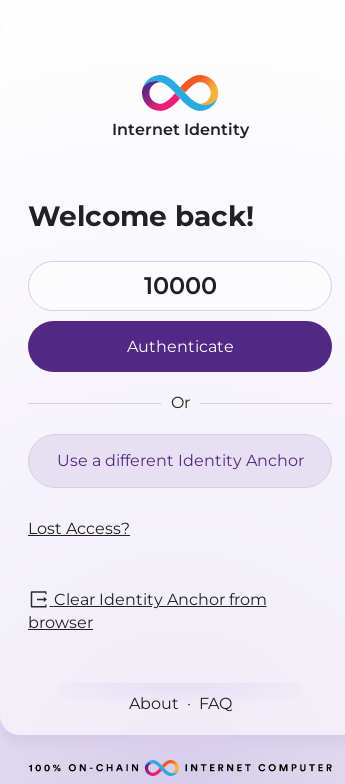 Internet Identity
Welcome back!
10000
Authenticate
Or
Use a different Identity Anchor
Lost Access?
Clear Identity Anchor from
browser
About · FAQ
100% ON-CHAIN INTERNET COMPUTER